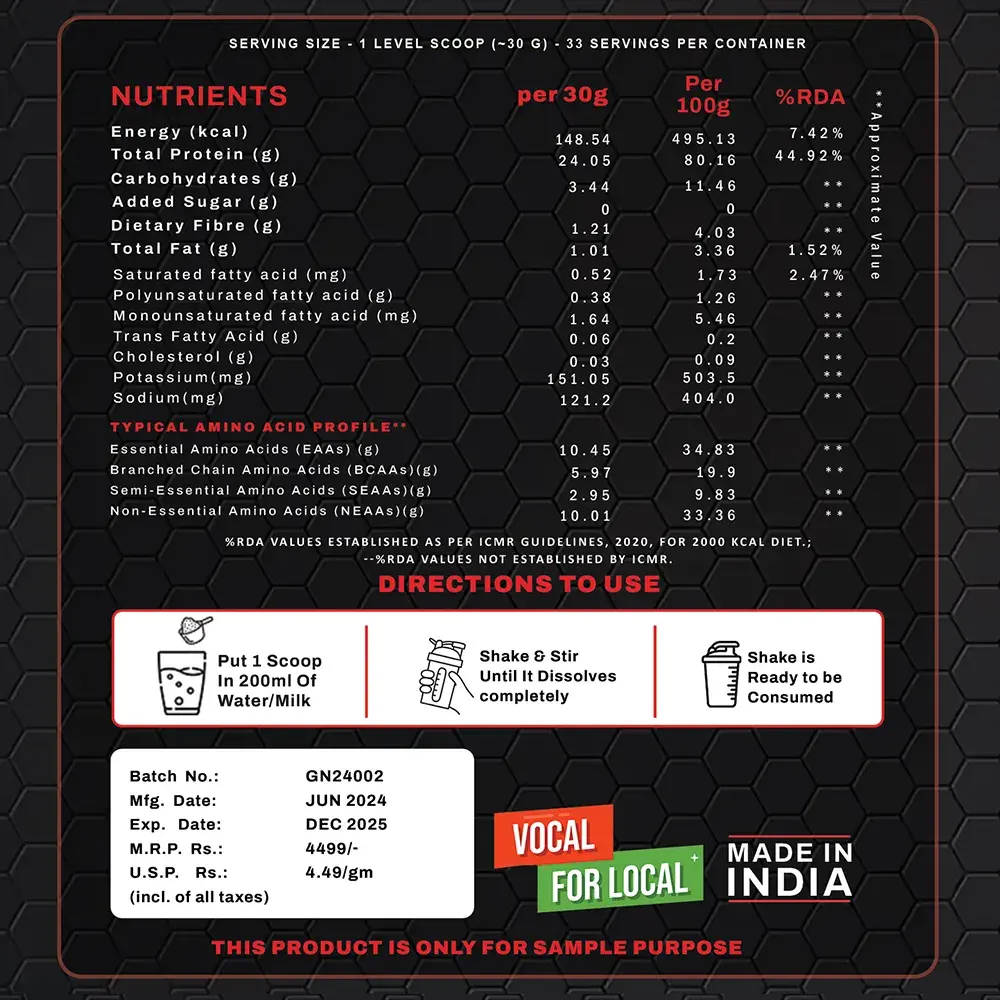 SERVING SIZE - 1 LEVEL SCOOP (~30 G) - 33 SERVINGS PER CONTAINER
NUTRIENTS per 30g Per 100g %RDA
Energy (kcal) 148.54 495.13 7.42%
Total Protein (g) 24.05 80.16 44.92%
Carbohydrates (g) 3.44 11.46 **
Added Sugar (g) 0 0 **
Dietary Fibre (g) 1.21 4.03 **
Total Fat (g) 1.01 3.36 1.52%
Saturated fatty acid (mg) 0.52 1.73 2.47%
Polyunsaturated fatty acid (g) 0.38 1.26 **
Monounsaturated fatty acid (mg) 1.64 5.46 **
Trans Fatty Acid (g) 0.06 0.2 **
Cholesterol (g) 0.03 0.09 **
Potassium(mg) 151.05 503.5 **
Sodium(mg) 121.2 404.0 **
**Approximate Value
TYPICAL AMINO ACID PROFILE**
Essential Amino Acids (EAAs) (g) 10.45 34.83 **
Branched Chain Amino Acids (BCAAs)(g) 5.97 19.9 **
Semi-Essential Amino Acids (SEAAs)(g) 2.95 9.83 **
Non-Essential Amino Acids (NEAAs)(g) 10.01 33.36 **
%RDA VALUES ESTABLISHED AS PER ICMR GUIDELINES, 2020, FOR 2000 KCAL DIET.;
--%RDA VALUES NOT ESTABLISHED BY ICMR.
DIRECTIONS TO USE
Put 1 Scoop
In 200ml Of
Water/Milk
Shake & Stir
Until It Dissolves
completely
Shake is
Ready to be
Consumed
Batch No.: GN24002
Mfg. Date: JUN 2024
Exp. Date: DEC 2025
M.R.P. Rs.: 4499/-
U.S.P. Rs.: 4.49/gm
(incl. of all taxes)
VOCAL
FOR LOCAL+
MADE IN
INDIA
THIS PRODUCT IS ONLY FOR SAMPLE PURPOSE